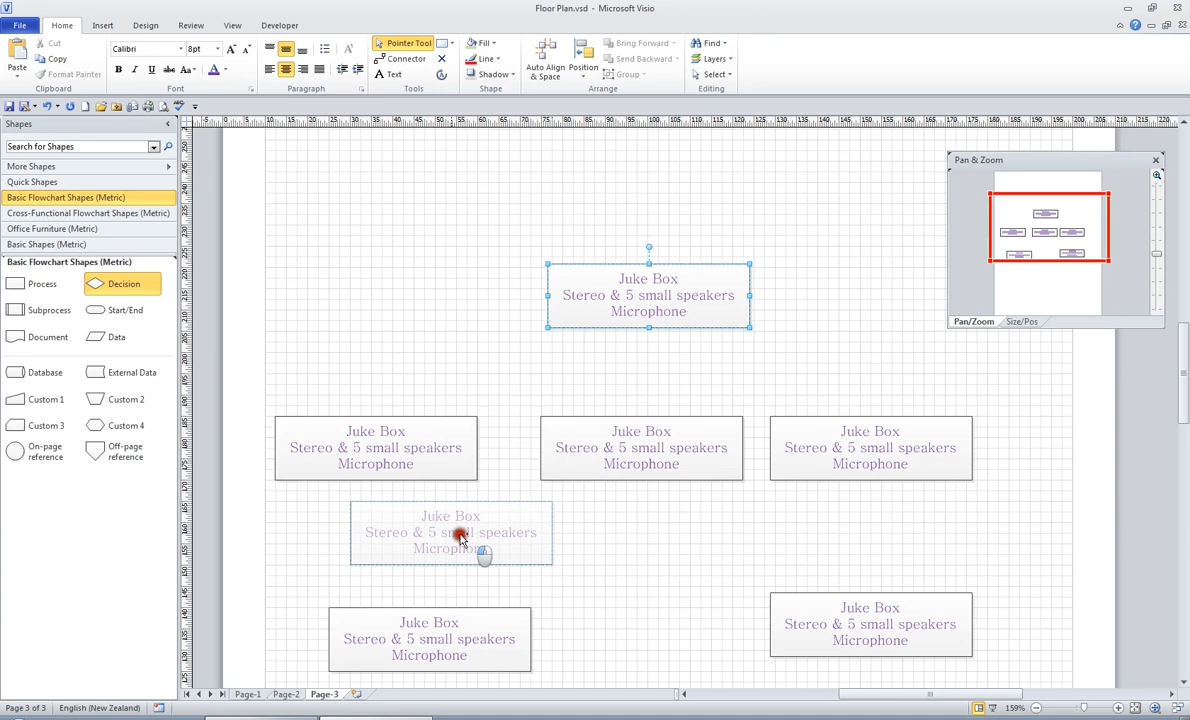 Floor Plan.vsd - Microsoft Visio
File Home Insert Design Review View Developer
Cut
Copy
Format Painter
Paste
Clipboard
Calibri 8pt
Font
Paragraph
Pointer Tool
Connector
Text
Tools
Fill
Line
Shadow
Shape
Auto Align & Space
Position
Bring Forward
Send Backward
Group
Arrange
Find
Layers
Select
Editing
Shapes
Search for Shapes
More Shapes
Quick Shapes
Basic Flowchart Shapes (Metric)
Cross-Functional Flowchart Shapes (Metric)
Office Furniture (Metric)
Basic Shapes (Metric)
Basic Flowchart Shapes (Metric)
Process Decision
Subprocess Start/End
Document Data
Database External Data
Custom 1 Custom 2
Custom 3 Custom 4
On-page reference Off-page reference
Pan & Zoom
Pan/Zoom Size/Pos
Juke Box
Stereo & 5 small speakers
Microphone
Juke Box
Stereo & 5 small speakers
Microphone
Juke Box
Stereo & 5 small speakers
Microphone
Juke Box
Stereo & 5 small speakers
Microphone
Juke Box
Stereo & 5 small speakers
Microphone
Juke Box
Stereo & 5 small speakers
Microphone
Juke Box
Stereo & 5 small speakers
Microphone
Page-1 Page-2 Page-3
Page 3 of 3 English (New Zealand) 159%